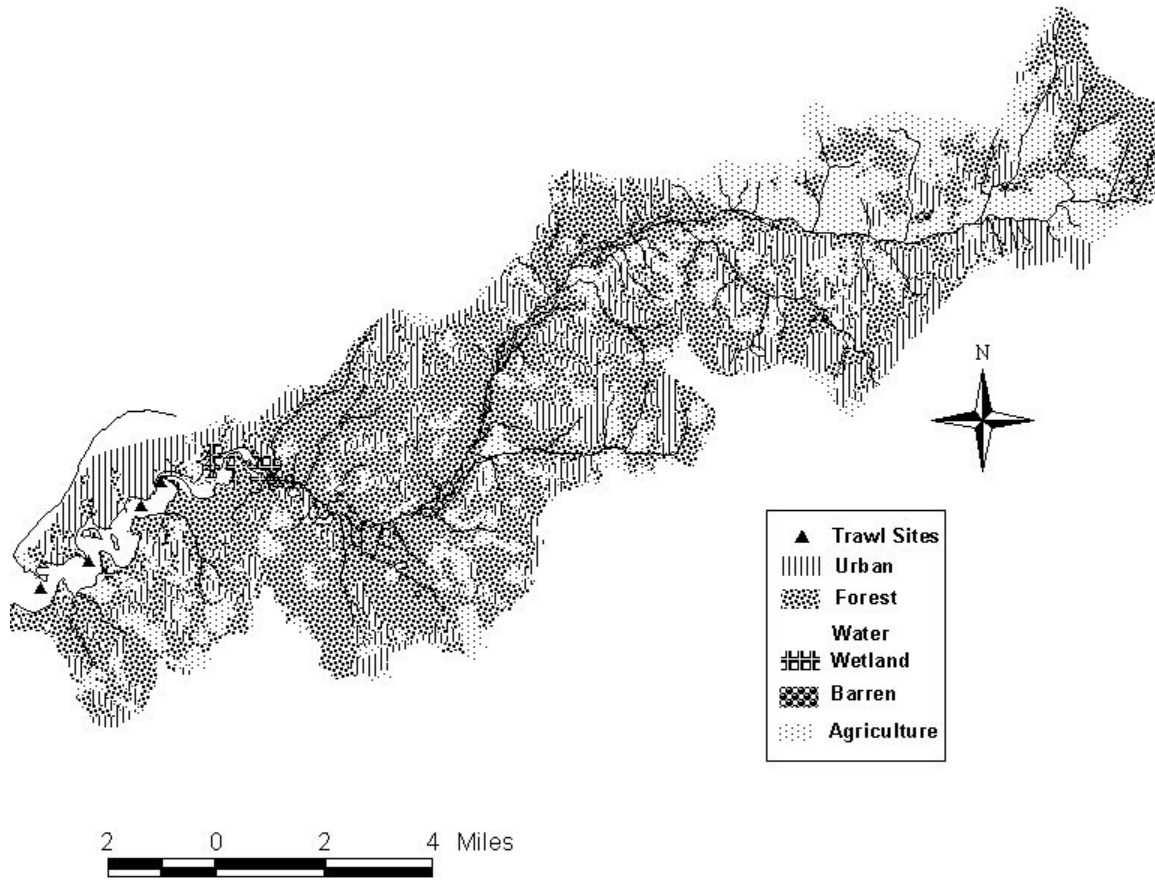 N
Trawl Sites
Urban
Forest
Water
Wetland
Barren
Agriculture
2 0 2 4 Miles